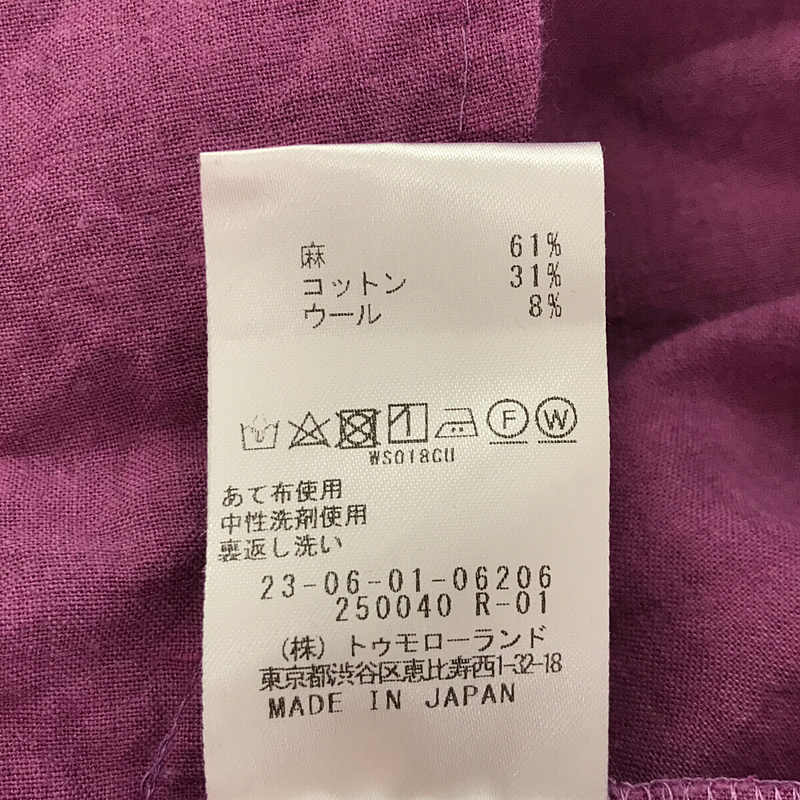 麻 61%
コットン 31%
ウール 8%
F W
WS018CU
あて布使用
中性洗剤使用
裏返し洗い
23-06-01-06206
250040 R-01
(株)トゥモローランド
東京都渋谷区恵比寿西1-32-18
MADE IN JAPAN